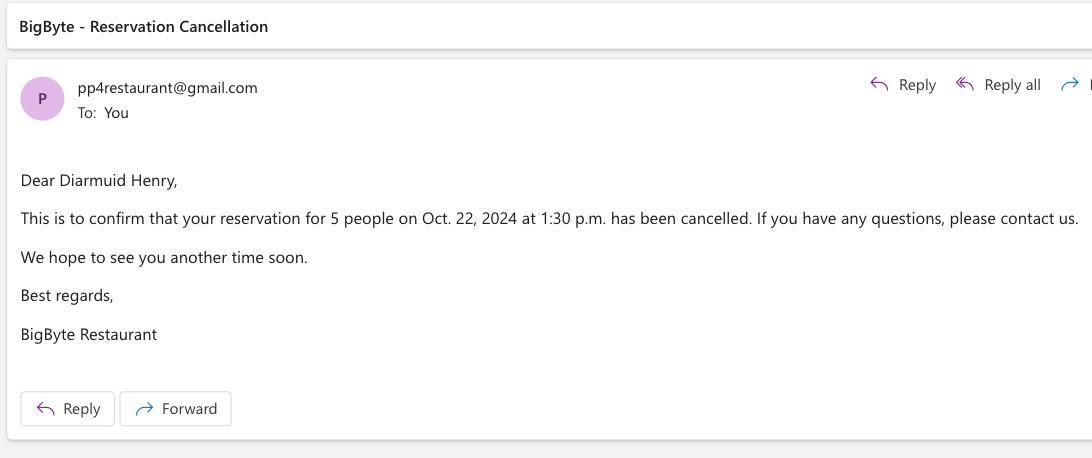 BigByte - Reservation Cancellation
P
pp4restaurant@gmail.com
To: You
Reply
Reply all
Dear Diarmuid Henry,
This is to confirm that your reservation for 5 people on Oct. 22, 2024 at 1:30 p.m. has been cancelled. If you have any questions, please contact us.
We hope to see you another time soon.
Best regards,
BigByte Restaurant
Reply
Forward